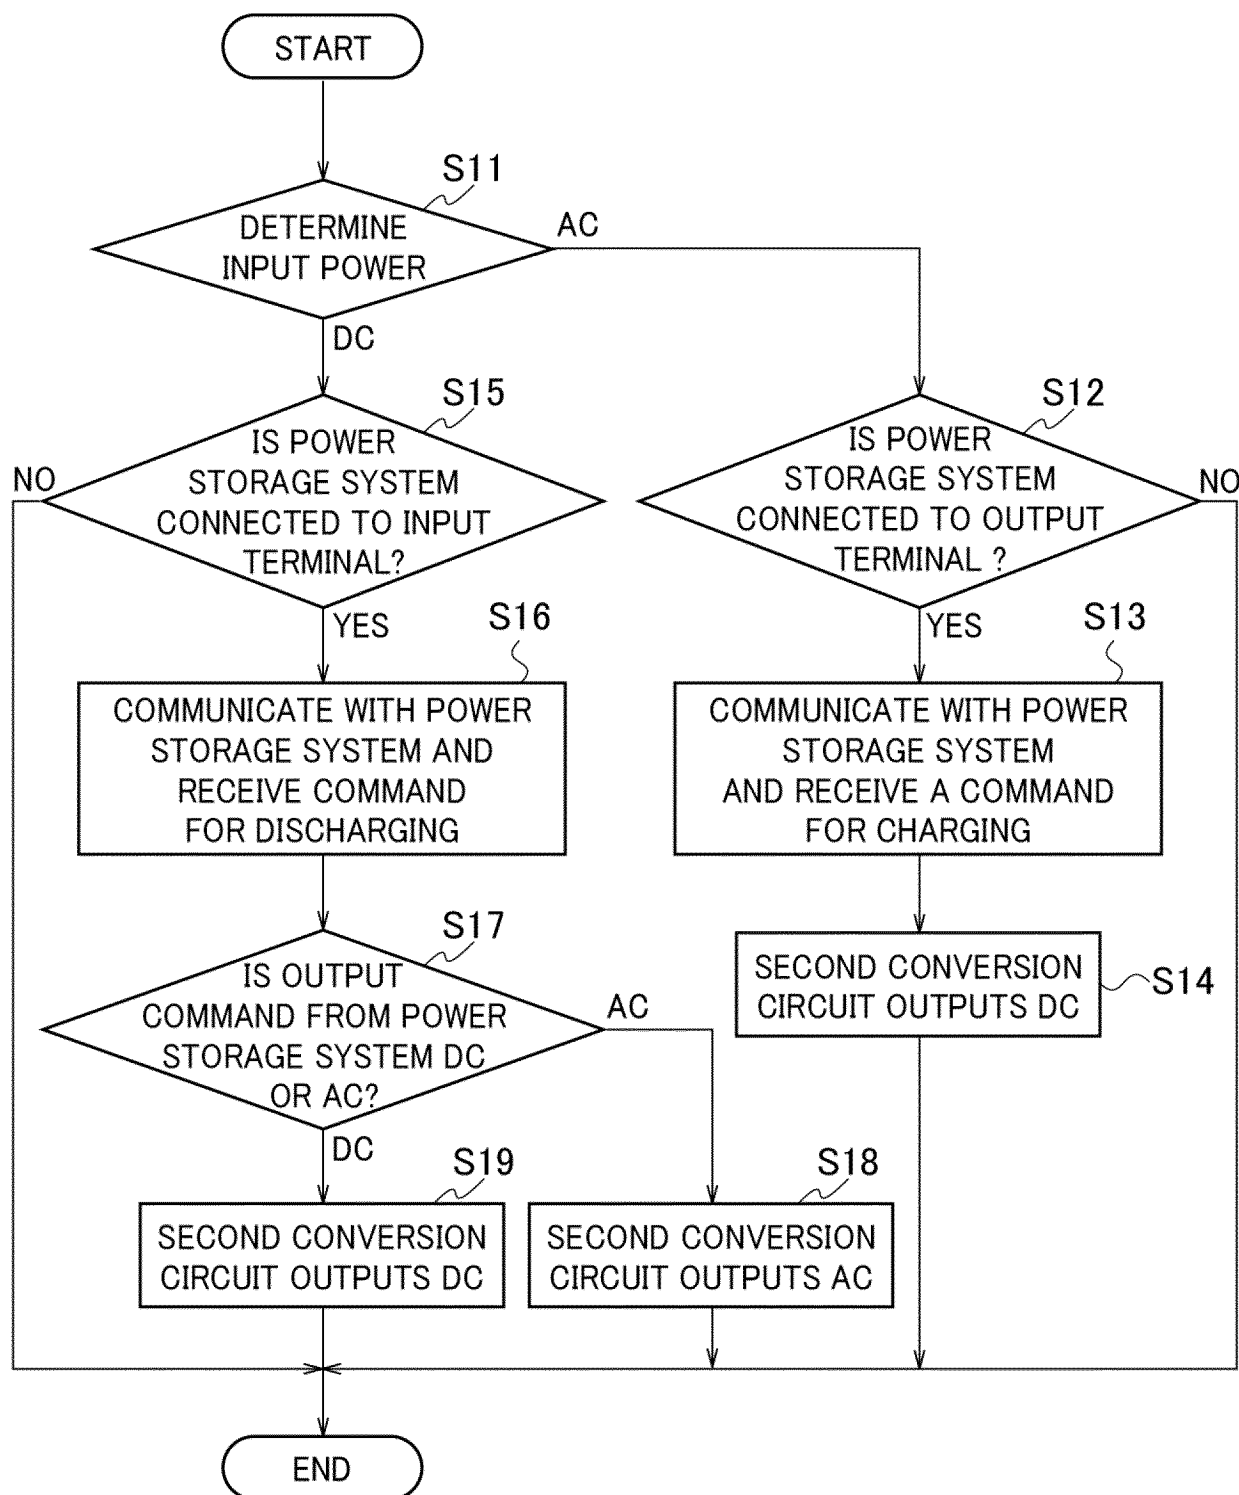 START
S11
DETERMINE
INPUT POWER
AC
DC
S15
IS POWER
STORAGE SYSTEM
CONNECTED TO INPUT
TERMINAL?
NO
YES
S12
IS POWER
STORAGE SYSTEM
CONNECTED TO OUTPUT
TERMINAL ?
NO
YES
S16
COMMUNICATE WITH POWER
STORAGE SYSTEM AND
RECEIVE COMMAND
FOR DISCHARGING
S13
COMMUNICATE WITH POWER
STORAGE SYSTEM
AND RECEIVE A COMMAND
FOR CHARGING
S17
IS OUTPUT
COMMAND FROM POWER
STORAGE SYSTEM DC
OR AC?
AC
DC
SECOND CONVERSION
CIRCUIT OUTPUTS DC
S14
S19
SECOND CONVERSION
CIRCUIT OUTPUTS DC
S18
SECOND CONVERSION
CIRCUIT OUTPUTS AC
END